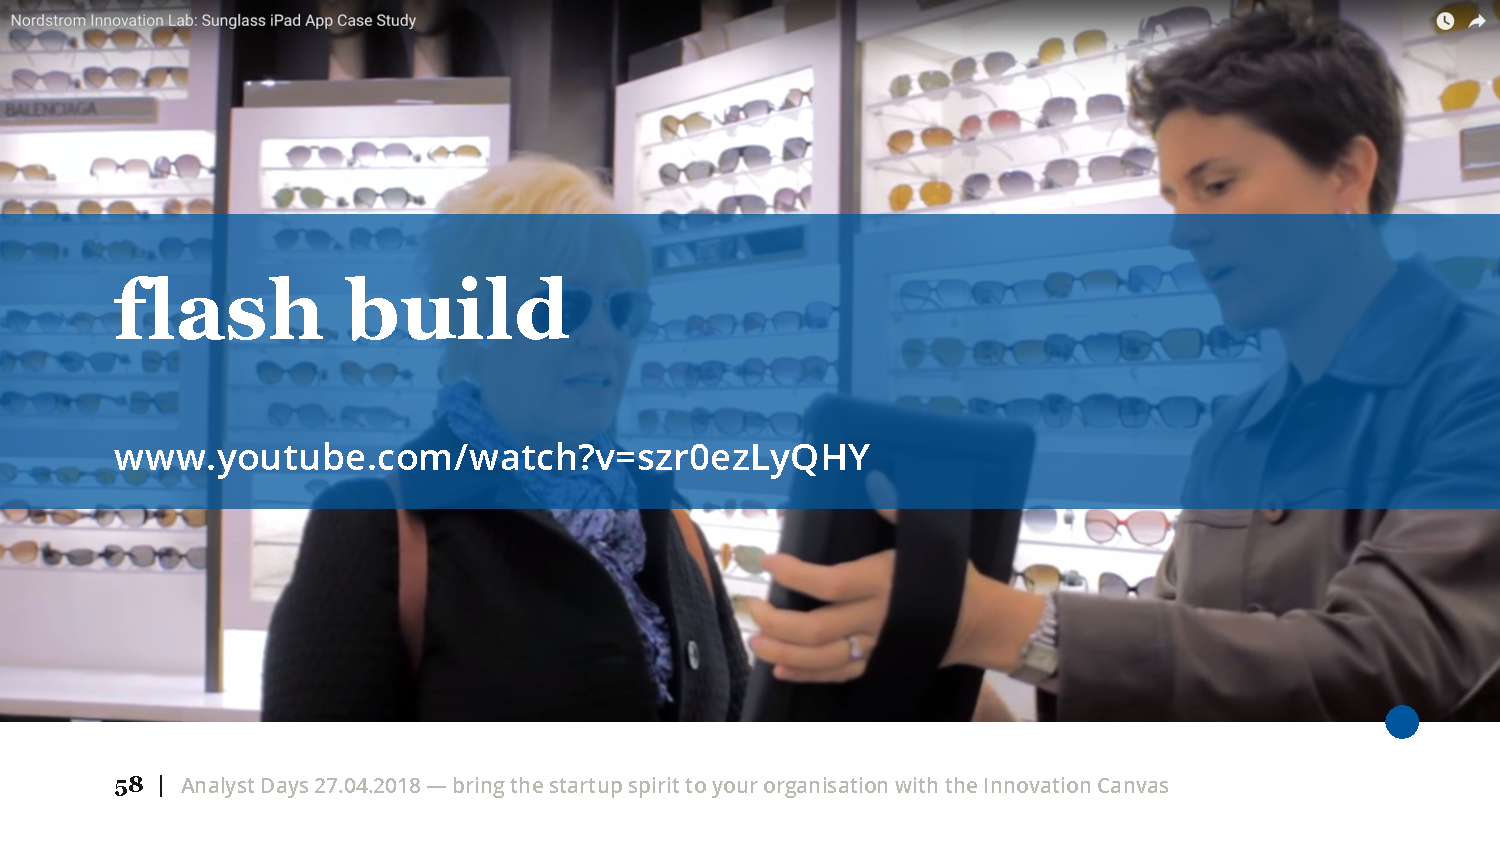 Nordstrom Innovation Lab: Sunglass iPad App Case Study
BALENCIAGA
flash build
www.youtube.com/watch?v=szr0ezLyQHY
58 | Analyst Days 27.04.2018 — bring the startup spirit to your organisation with the Innovation Canvas